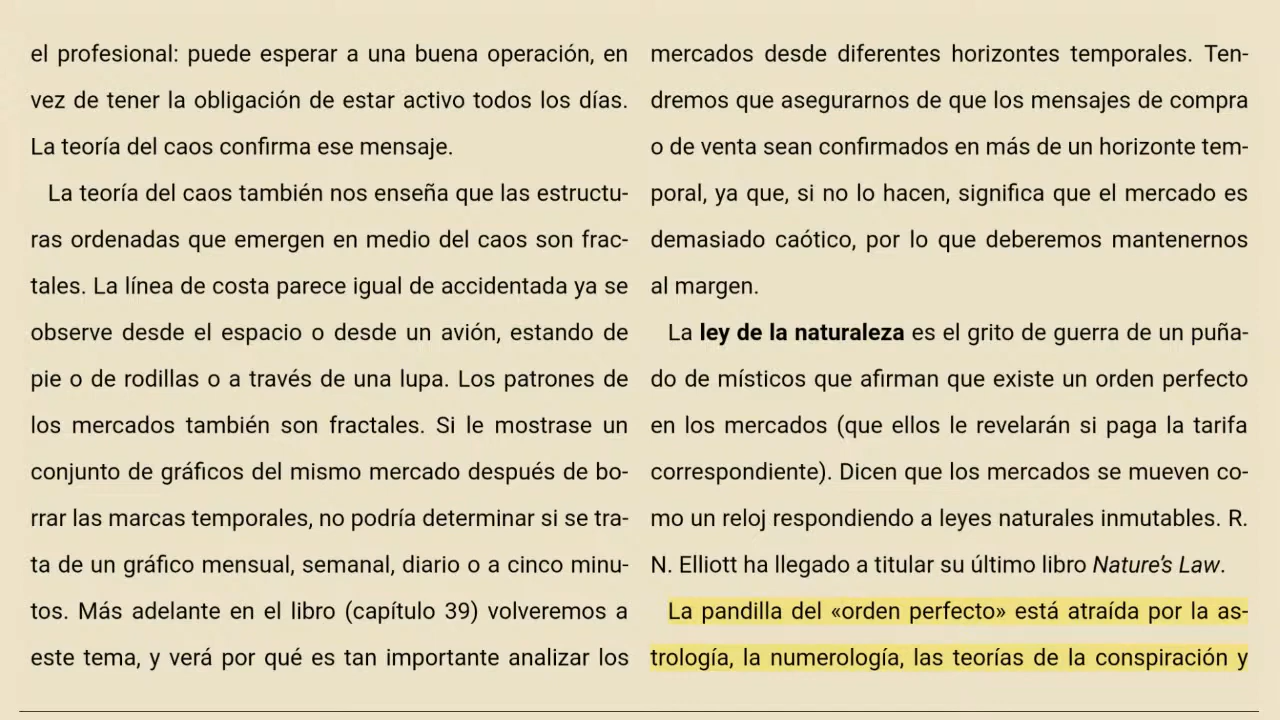 el profesional: puede esperar a una buena operación, en
vez de tener la obligación de estar activo todos los días.
La teoría del caos confirma ese mensaje.
La teoría del caos también nos enseña que las estructu-
ras ordenadas que emergen en medio del caos son frac-
tales. La línea de costa parece igual de accidentada ya se
observe desde el espacio o desde un avión, estando de
pie o de rodillas o a través de una lupa. Los patrones de
los mercados también son fractales. Si le mostrase un
conjunto de gráficos del mismo mercado después de bo-
rrar las marcas temporales, no podría determinar si se tra-
ta de un gráfico mensual, semanal, diario o a cinco minu-
tos. Más adelante en el libro (capítulo 39) volveremos a
este tema, y verá por qué es tan importante analizar los
mercados desde diferentes horizontes temporales. Ten-
dremos que asegurarnos de que los mensajes de compra
o de venta sean confirmados en más de un horizonte tem-
poral, ya que, si no lo hacen, significa que el mercado es
demasiado caótico, por lo que deberemos mantenernos
al margen.
La ley de la naturaleza es el grito de guerra de un puña-
do de místicos que afirman que existe un orden perfecto
en los mercados (que ellos le revelarán si paga la tarifa
correspondiente). Dicen que los mercados se mueven co-
mo un reloj respondiendo a leyes naturales inmutables. R.
N. Elliott ha llegado a titular su último libro Nature’s Law.
La pandilla del «orden perfecto» está atraída por la as-
trología, la numerología, las teorías de la conspiración y